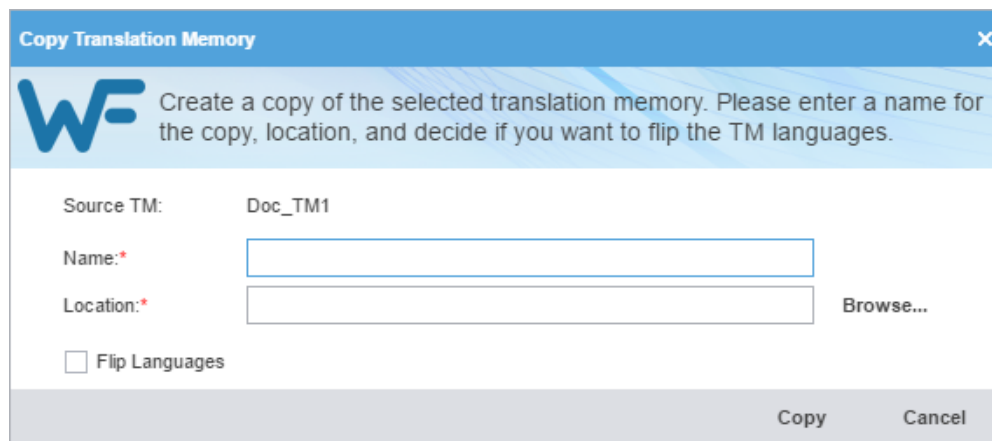 Copy Translation Memory
WF
Create a copy of the selected translation memory. Please enter a name for
the copy, location, and decide if you want to flip the TM languages.
Source TM: Doc_TM1
Name:*
Location:* Browse...
Flip Languages
Copy Cancel